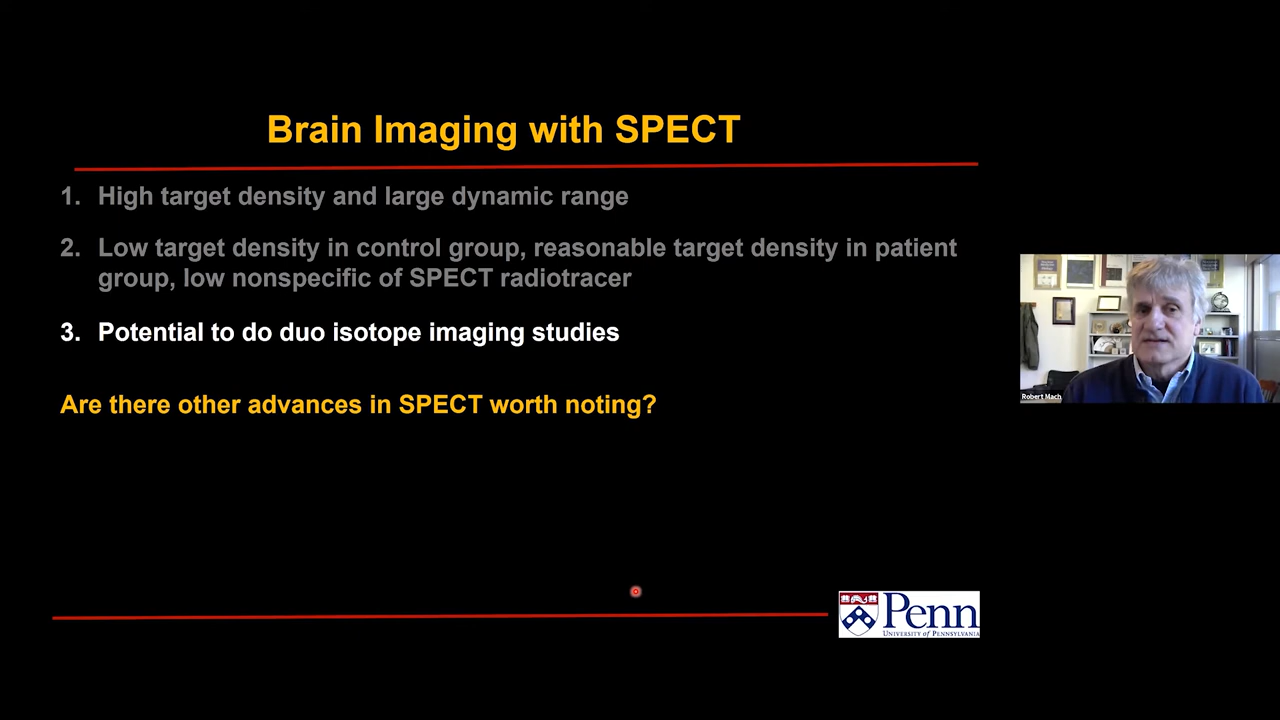 Brain Imaging with SPECT
1. High target density and large dynamic range
2. Low target density in control group, reasonable target density in patient
group, low nonspecific of SPECT radiotracer
3. Potential to do duo isotope imaging studies
Are there other advances in SPECT worth noting?
Robert Mach
Penn
UNIVERSITY of PENNSYLVANIA